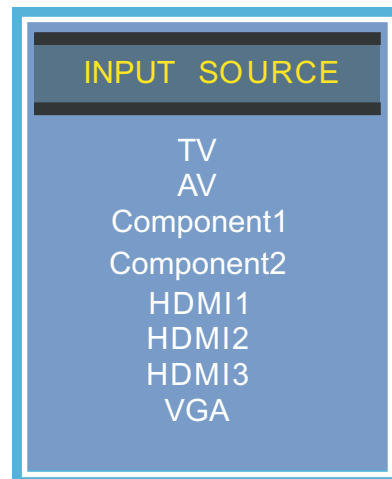 INPUT SOURCE
TV
AV
Component1
Component2
HDMI1
HDMI2
HDMI3
VGA